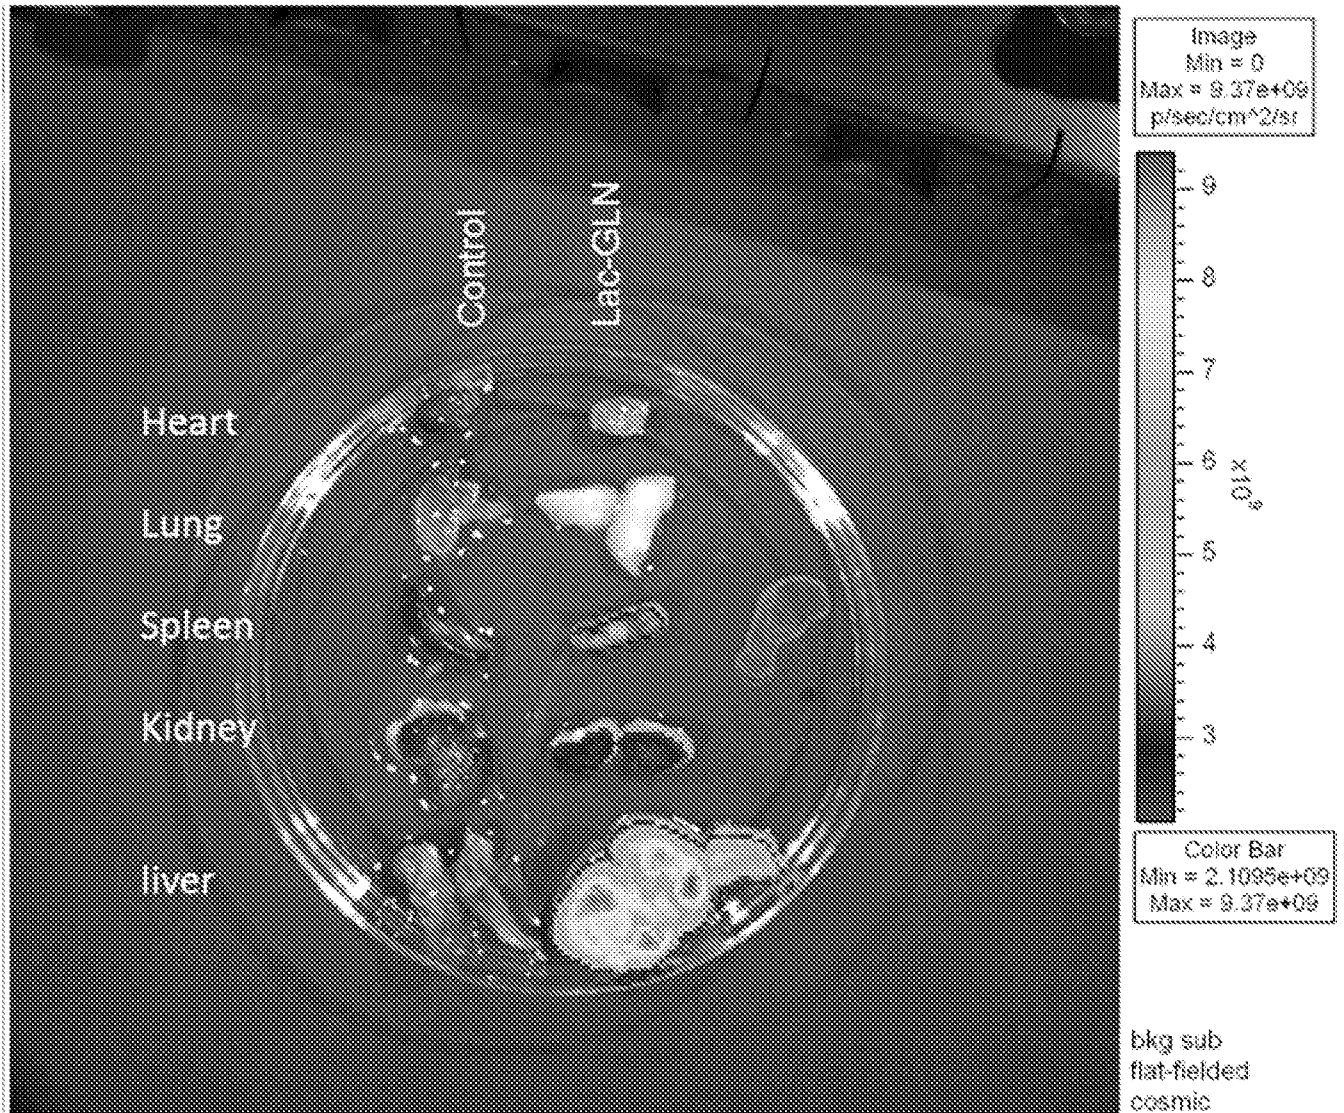 Control
Lac-GLN
Heart
Lung
Spleen
Kidney
liver
Image
Min = 0
Max = 9.37e+09
p/sec/cm^2/sr
9
8
7
6
5
4
3
x10^9
Color Bar
Min = 2.1095e+09
Max = 9.37e+09
bkg sub
flat-fielded
cosmic